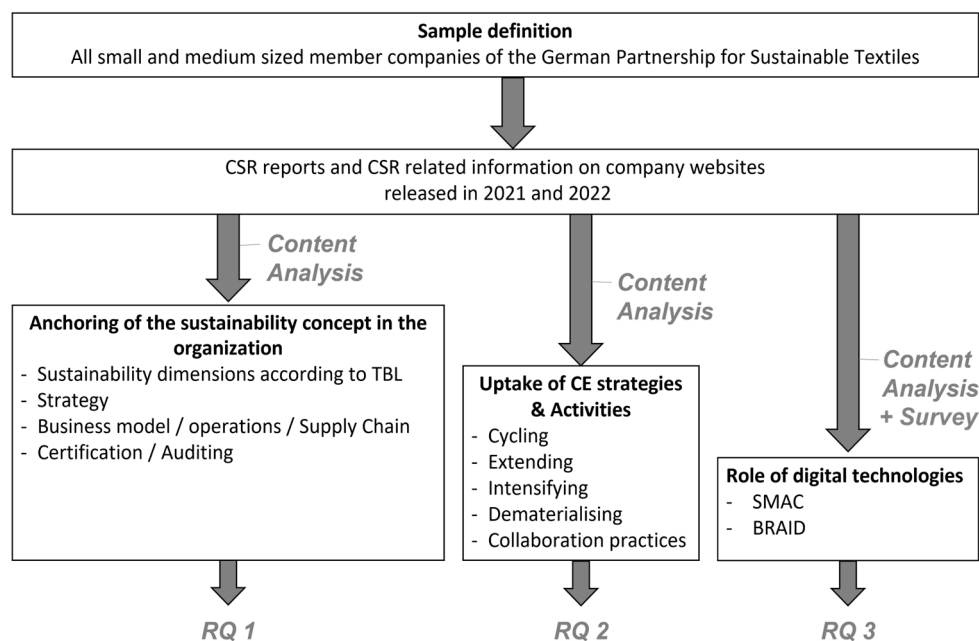 Sample definition
All small and medium sized member companies of the German Partnership for Sustainable Textiles
CSR reports and CSR related information on company websites
released in 2021 and 2022
Content
Analysis
Anchoring of the sustainability concept in the
organization
- Sustainability dimensions according to TBL
- Strategy
- Business model / operations / Supply Chain
- Certification / Auditing
RQ 1
Content
Analysis
Uptake of CE strategies
& Activities
- Cycling
- Extending
- Intensifying
- Dematerialising
- Collaboration practices
RQ 2
Content
Analysis
+ Survey
Role of digital technologies
- SMAC
- BRAID
RQ 3